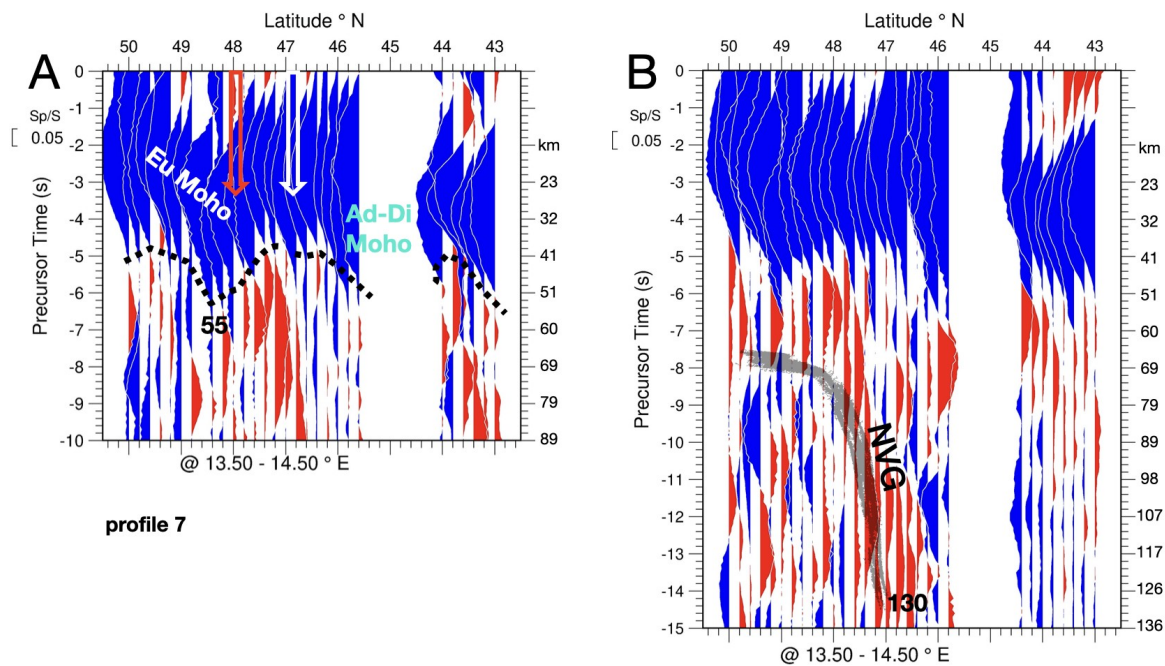 A
Latitude ° N
50 49 48 47 46 45 44 43
Sp/S
0.05
Precursor Time (s)
0
-1
-2
-3
-4
-5
-6
-7
-8
-9
-10
km
23
32
41
51
60
69
79
89
Eu Moho
Ad-Di
Moho
55
@ 13.50 - 14.50 ° E
profile 7
B
Latitude ° N
50 49 48 47 46 45 44 43
Sp/S
0.05
Precursor Time (s)
0
-1
-2
-3
-4
-5
-6
-7
-8
-9
-10
-11
-12
-13
-14
-15
km
23
32
41
51
60
69
79
89
98
107
117
126
136
NVG
130
@ 13.50 - 14.50 ° E